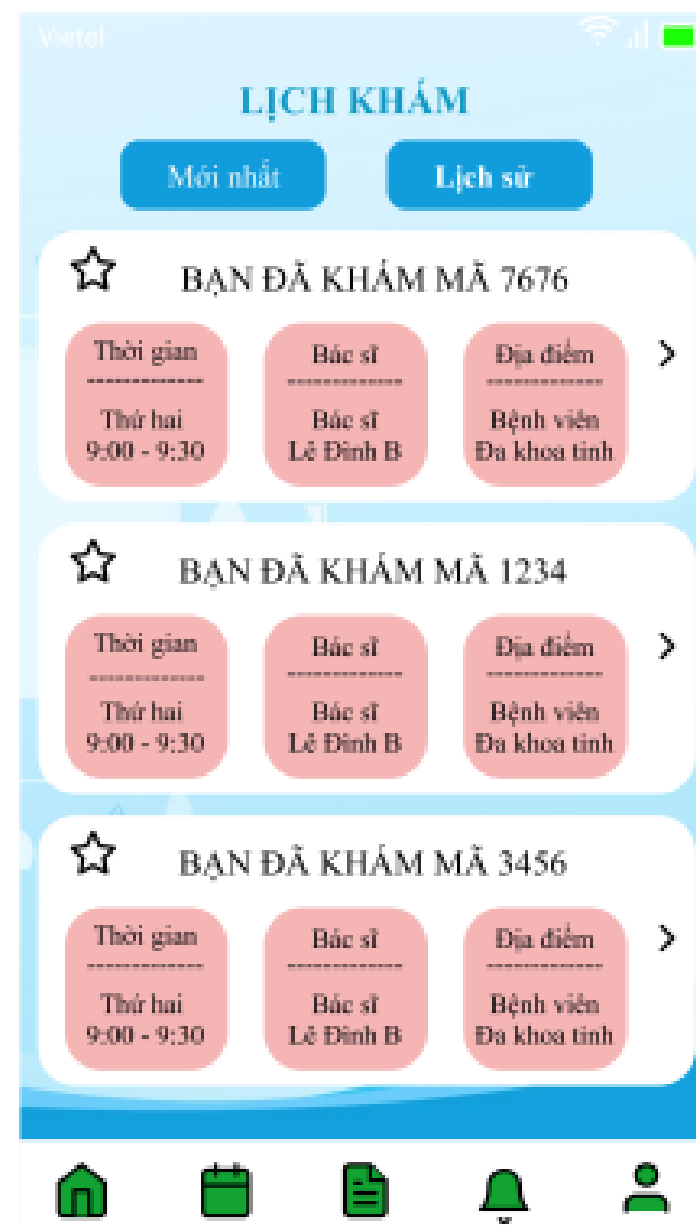 Vietel
LỊCH KHÁM
Mới nhất
Lịch sử
BẠN ĐÃ KHÁM MÃ 7676
Thời gian
-------------
Thứ hai
9:00 - 9:30
Bác sĩ
-------------
Bác sĩ
Lê Đình B
Địa điểm
-------------
Bệnh viên
Đa khoa tỉnh
BẠN ĐÃ KHÁM MÃ 1234
Thời gian
-------------
Thứ hai
9:00 - 9:30
Bác sĩ
-------------
Bác sĩ
Lê Đình B
Địa điểm
-------------
Bệnh viên
Đa khoa tỉnh
BẠN ĐÃ KHÁM MÃ 3456
Thời gian
-------------
Thứ hai
9:00 - 9:30
Bác sĩ
-------------
Bác sĩ
Lê Đình B
Địa điểm
-------------
Bệnh viên
Đa khoa tỉnh